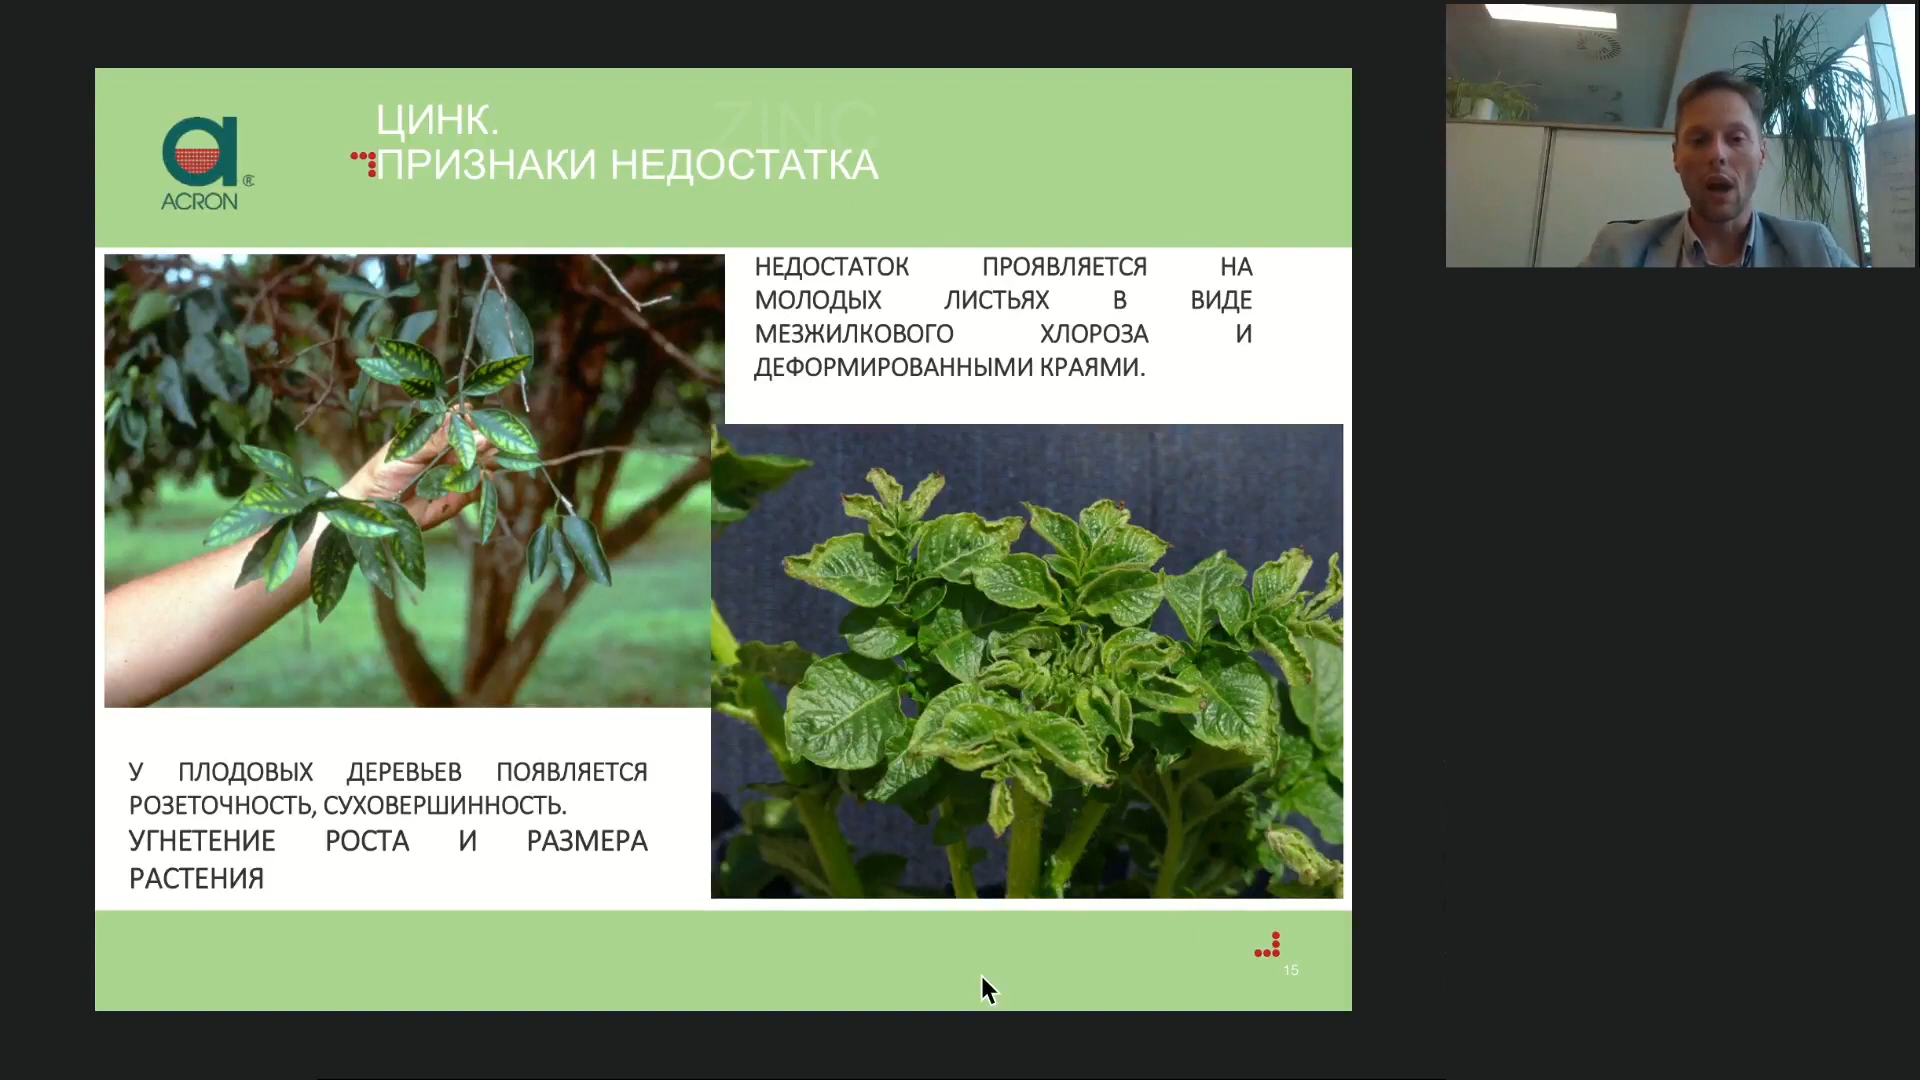 ZINC
ЦИНК.
ПРИЗНАКИ НЕДОСТАТКА
ACRON
®
НЕДОСТАТОК ПРОЯВЛЯЕТСЯ НА
МОЛОДЫХ ЛИСТЬЯХ В ВИДЕ
МЕЗЖИЛКОВОГО ХЛОРОЗА И
ДЕФОРМИРОВАННЫМИ КРАЯМИ.
У ПЛОДОВЫХ ДЕРЕВЬЕВ ПОЯВЛЯЕТСЯ
РОЗЕТОЧНОСТЬ, СУХОВЕРШИННОСТЬ.
УГНЕТЕНИЕ РОСТА И РАЗМЕРА
РАСТЕНИЯ
15